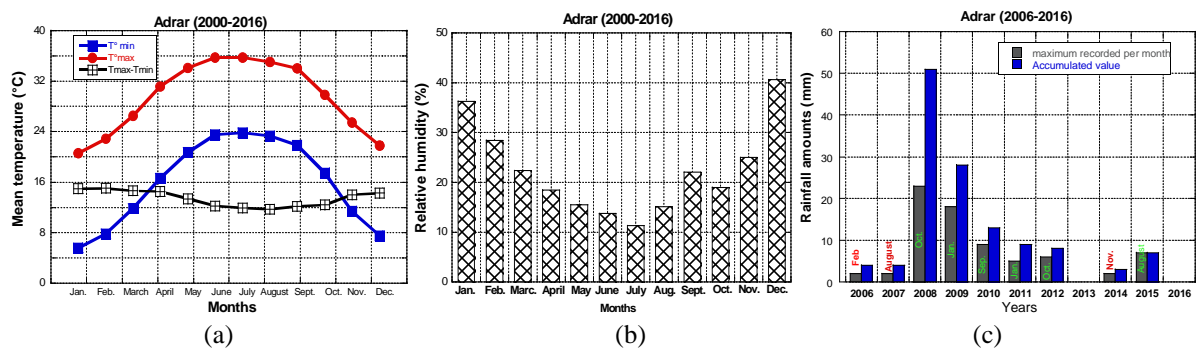 Adrar (2000-2016)
40
36
32
24
16
8
0
Mean temperature (°C)
T° min
T°max
Tmax-Tmin
Jan. Feb. March April May June July August Sept. Oct. Nov. Dec.
Months
(a)
Adrar (2000-2016)
50
40
30
20
10
0
Relative humidity (%)
Jan. Feb. Marc. April May June July Aug. Sept. Oct. Nov. Dec.
Months
(b)
Adrar (2006-2016)
60
50
40
30
20
10
0
Rainfall amounts (mm)
maximum recorded per month
Accumulated value
Feb
August
Oct.
Jan.
Sep.
Jan
Oct.
Nov.
August
2006 2007 2008 2009 2010 2011 2012 2013 2014 2015 2016
Years
(c)